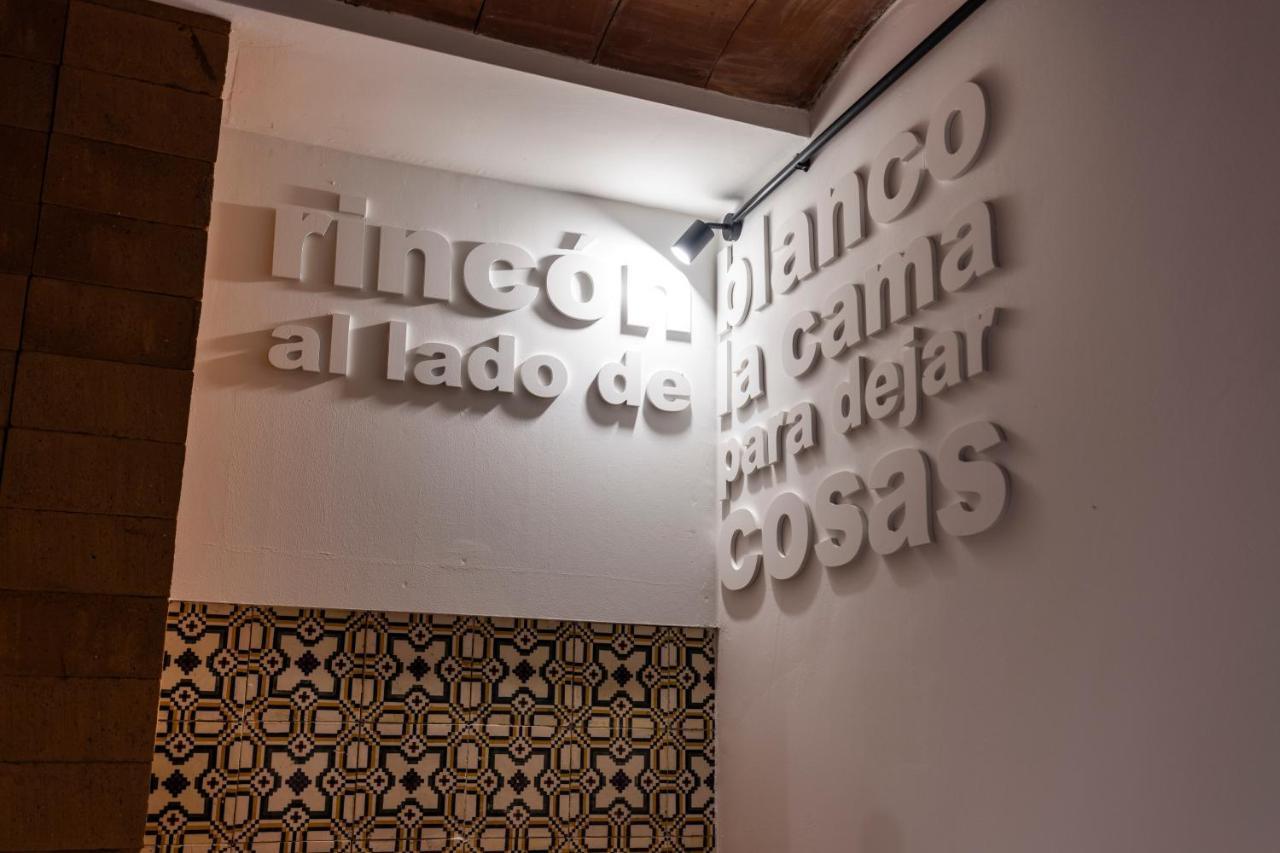 rincón blanco
al lado de la cama
para dejar
cosas